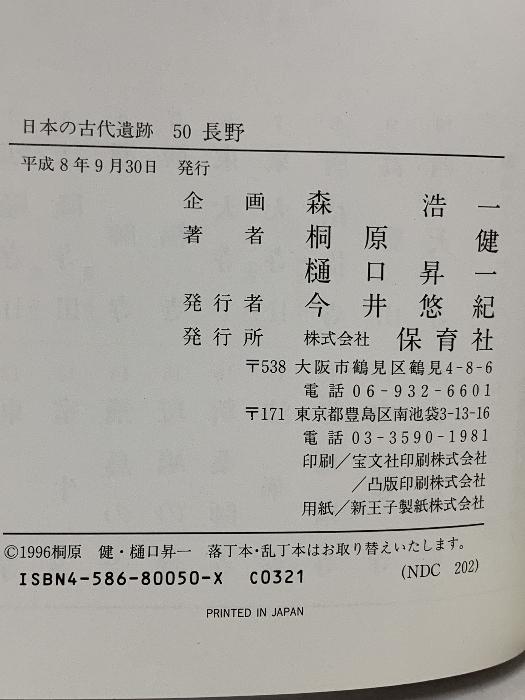 日本の古代遺跡 50 長野
平成8年9月30日 発行
企画 森 浩一
著者 桐原 健
樋口昇一
発行者 今井悠紀
発行所 株式会社 保育社
〒538 大阪市鶴見区鶴見4-8-6
電話 06-932-6601
〒171 東京都豊島区南池袋3-13-16
電話 03-3590-1981
印刷/宝文社印刷株式会社
/凸版印刷株式会社
用紙/新王子製紙株式会社
©1996桐原 健・樋口昇一 落丁本・乱丁本はお取り替えいたします。
ISBN4-586-80050-X C0321 (NDC 202)
PRINTED IN JAPAN